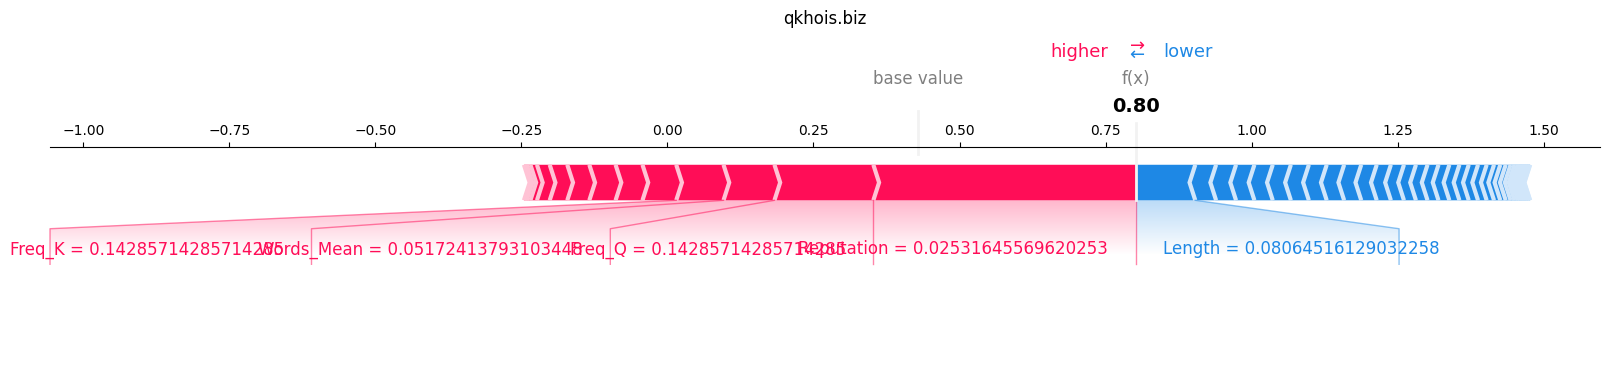 qkhois.biz
higher → ← lower
base value f(x)
0.80
−1.00 −0.75 −0.50 −0.25 0.00 0.25 0.50 0.75 1.00 1.25 1.50
Freq_K = 0.14285714285714285 Words_Mean = 0.05172413793103448 Freq_Q = 0.14285714285714285 Reputation = 0.02531645569620253 Length = 0.08064516129032258